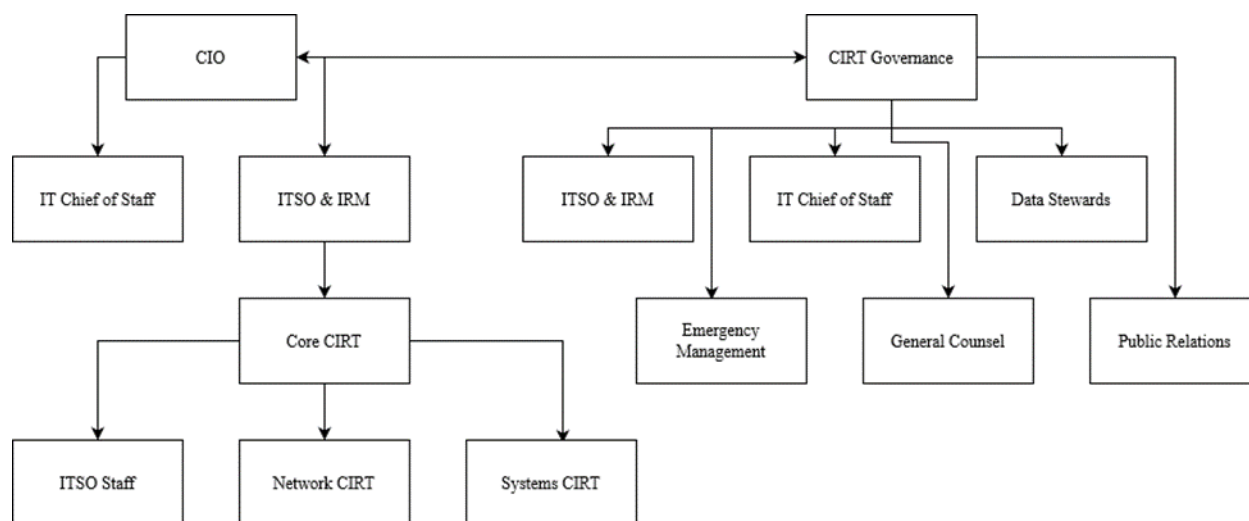 CIO
CIRT Governance
IT Chief of Staff
ITSO & IRM
ITSO & IRM
IT Chief of Staff
Data Stewards
Core CIRT
Emergency
Management
General Counsel
Public Relations
ITSO Staff
Network CIRT
Systems CIRT